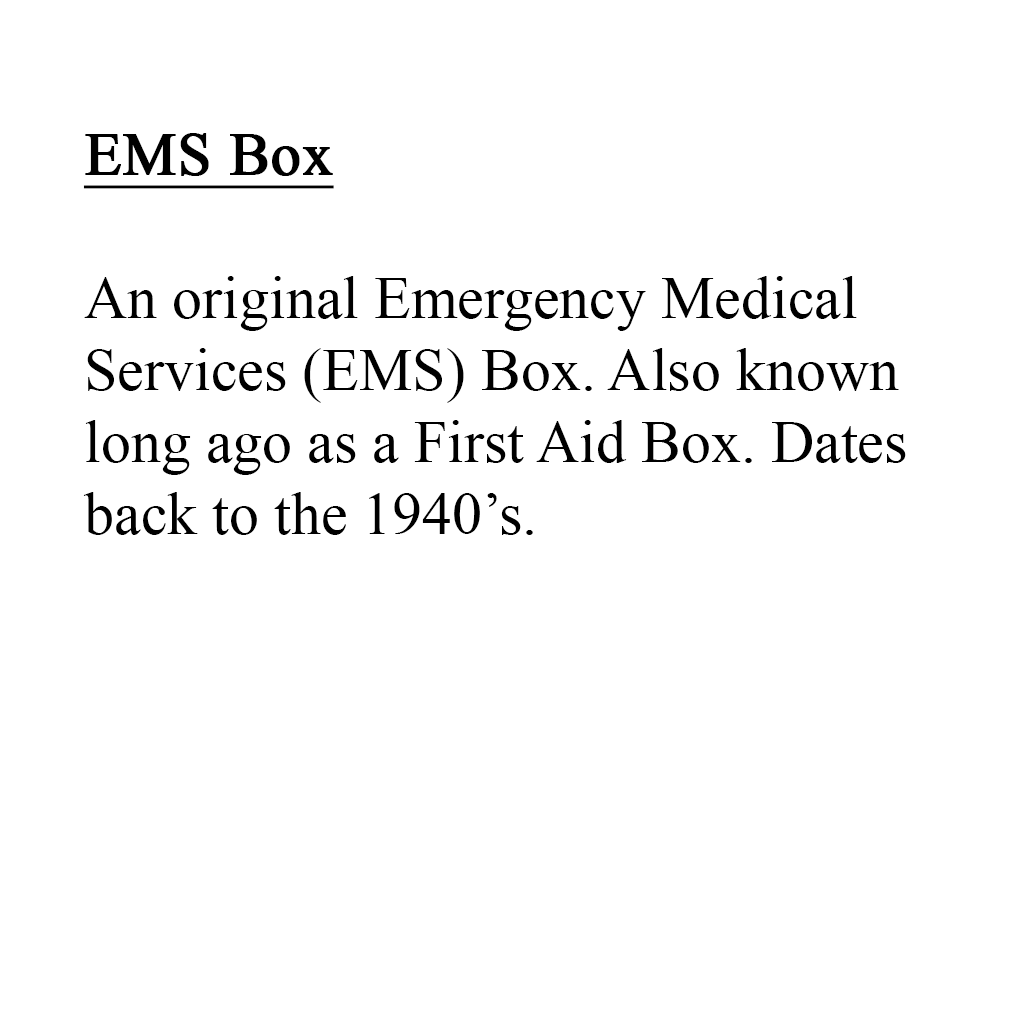 EMS Box
An original Emergency Medical
Services (EMS) Box. Also known
long ago as a First Aid Box. Dates
back to the 1940’s.